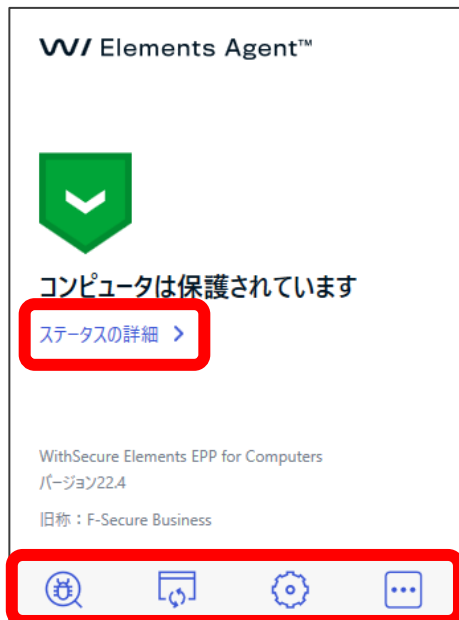 W/ Elements Agent™
コンピュータは保護されています
ステータスの詳細 >
WithSecure Elements EPP for Computers
バージョン22.4
旧称：F-Secure Business